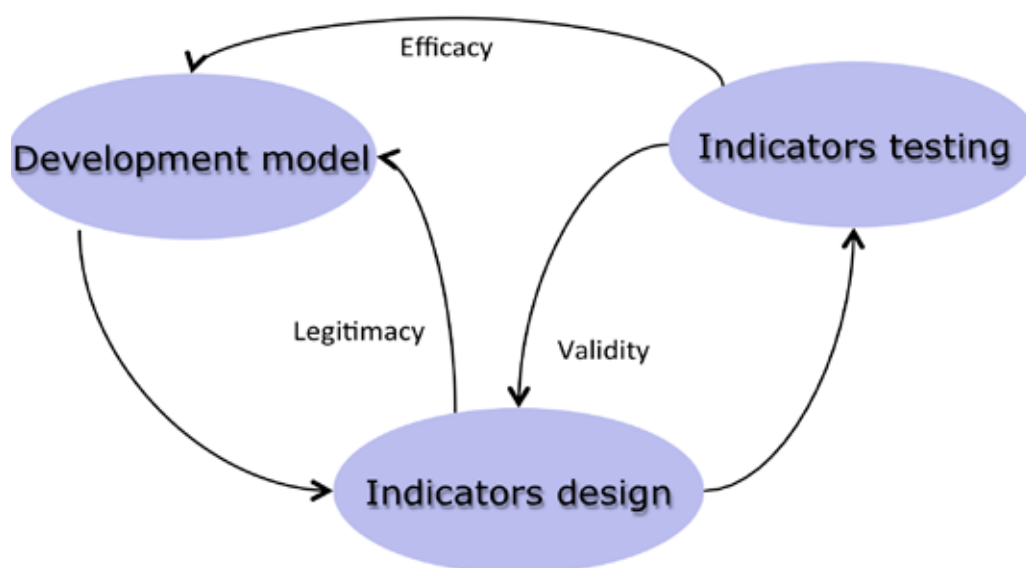 Efficacy
Development model
Indicators testing
Legitimacy
Validity
Indicators design